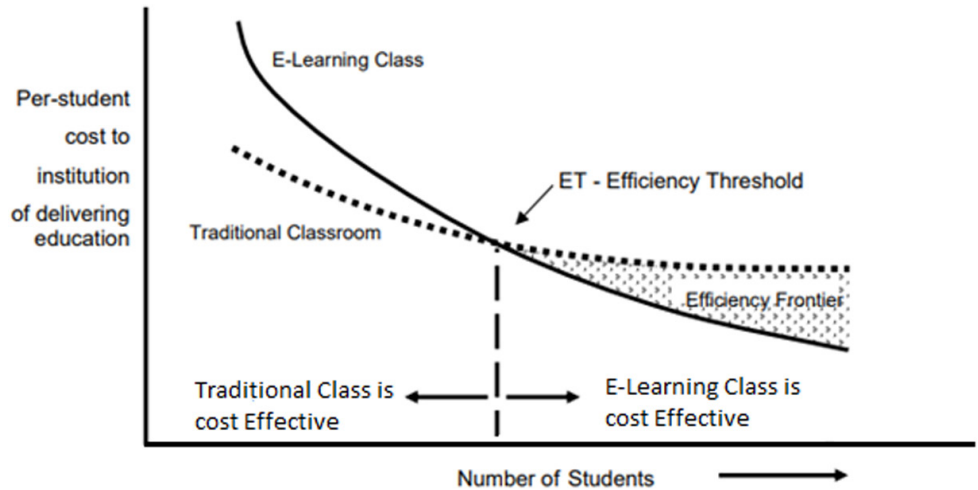 E-Learning Class
Per-student
cost to
institution
of delivering
education
ET - Efficiency Threshold
Traditional Classroom
Efficiency Frontier
Traditional Class is
cost Effective
E-Learning Class is
cost Effective
Number of Students